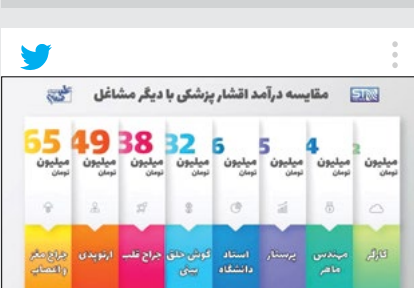 مقایسه درآمد اقشار پزشکی با دیگر مشاغل
65 49 38 32 6 5 4 2
میلیون میلیون میلیون میلیون میلیون میلیون میلیون میلیون
تومان تومان تومان تومان تومان تومان تومان تومان
کارگر مهندس پرستار استاد گوش حلق جراح قلب ارتوپدی جراح مغز
ماهر دانشگاه بینی و اعصاب